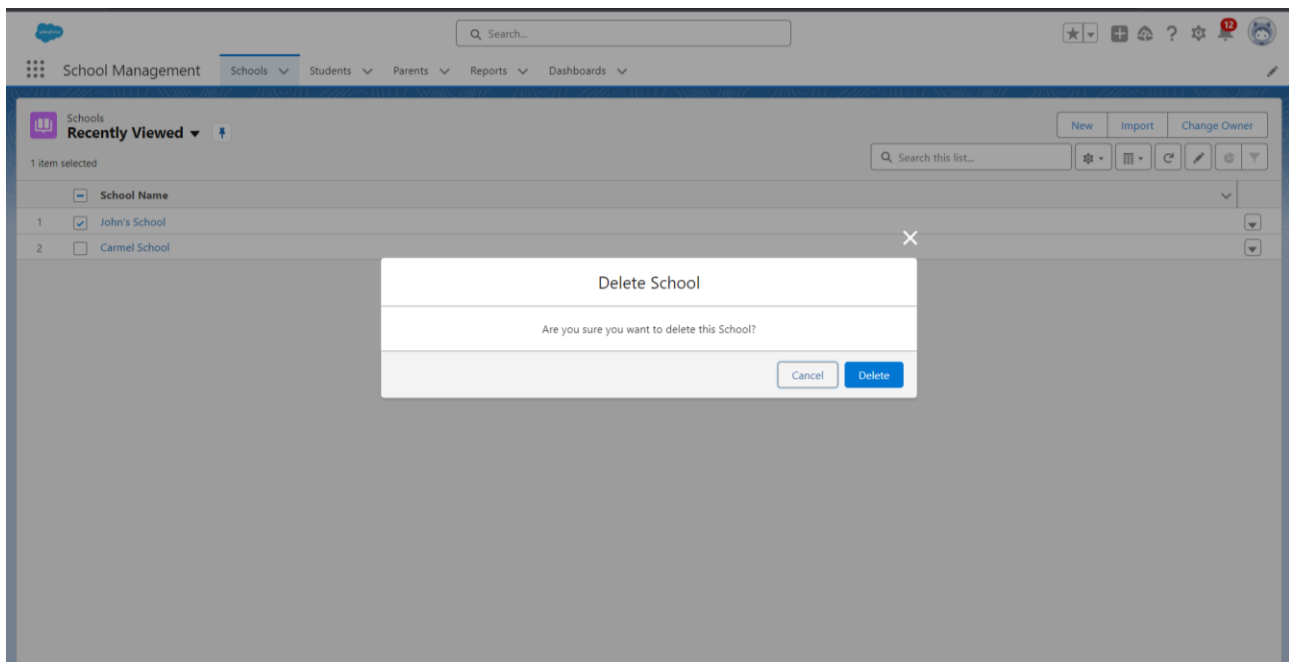 Search...
12
School Management Schools Students Parents Reports Dashboards
Schools
Recently Viewed
New Import Change Owner
1 item selected
Search this list...
School Name
1 John's School
2 Carmel School
Delete School
Are you sure you want to delete this School?
Cancel Delete